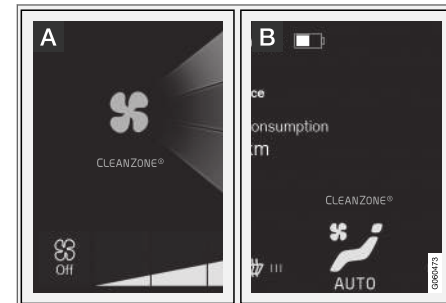 A
CLEANZONE®
Off
B
ce
onsumption
km
CLEANZONE®
AUTO
G060473